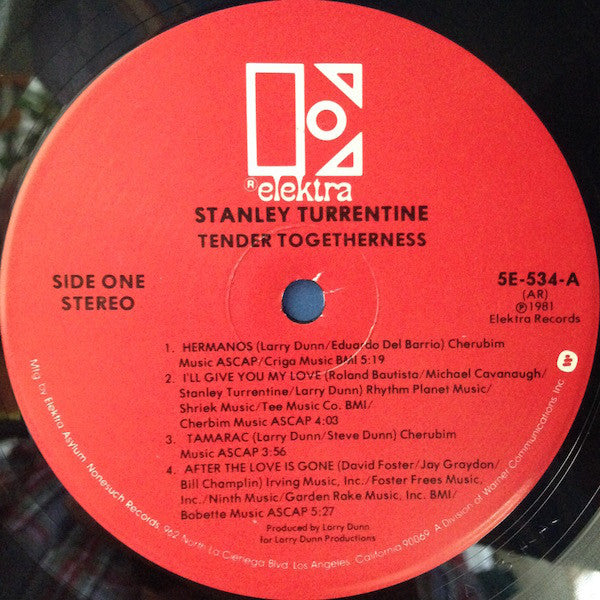 ® elektra
STANLEY TURRENTINE
TENDER TOGETHERNESS
SIDE ONE
STEREO
5E-534-A
(AR)
℗1981
Elektra Records
1. HERMANOS (Larry Dunn/Eduardo Del Barrio) Cherubim
Music ASCAP/Criga Music BMI 5:19
2. I'LL GIVE YOU MY LOVE (Roland Bautista/Michael Cavanaugh/
Stanley Turrentine/Larry Dunn) Rhythm Planet Music/
Shriek Music/Tee Music Co. BMI/
Cherbim Music ASCAP 4:03
3. TAMARAC (Larry Dunn/Steve Dunn) Cherubim
Music ASCAP 3:56
4. AFTER THE LOVE IS GONE (David Foster/Jay Graydon/
Bill Champlin) Irving Music, Inc./Foster Frees Music,
Inc./Ninth Music/Garden Rake Music, Inc. BMI/
Bobette Music ASCAP 5:27
Produced by Larry Dunn
for Larry Dunn Productions
Mfg by Elektra Asylum Nonesuch Records, 962 North La Cienega Blvd. Los Angeles, California 90069. A Division of Warner Communications, Inc.